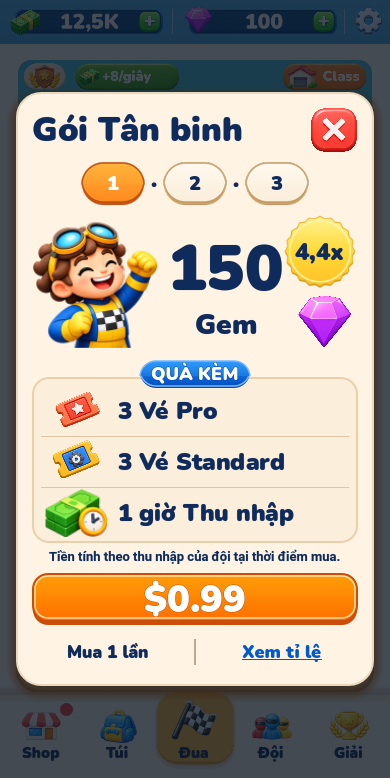 12,5K
100
+8/giây
Class
Gói Tân binh
1 · 2 · 3
150
4,4x
Gem
QUÀ KÈM
3 Vé Pro
3 Vé Standard
1 giờ Thu nhập
Tiền tính theo thu nhập của đội tại thời điểm mua.
$0.99
Mua 1 lần
Xem tỉ lệ
Shop
Túi
Đua
Đội
Giải